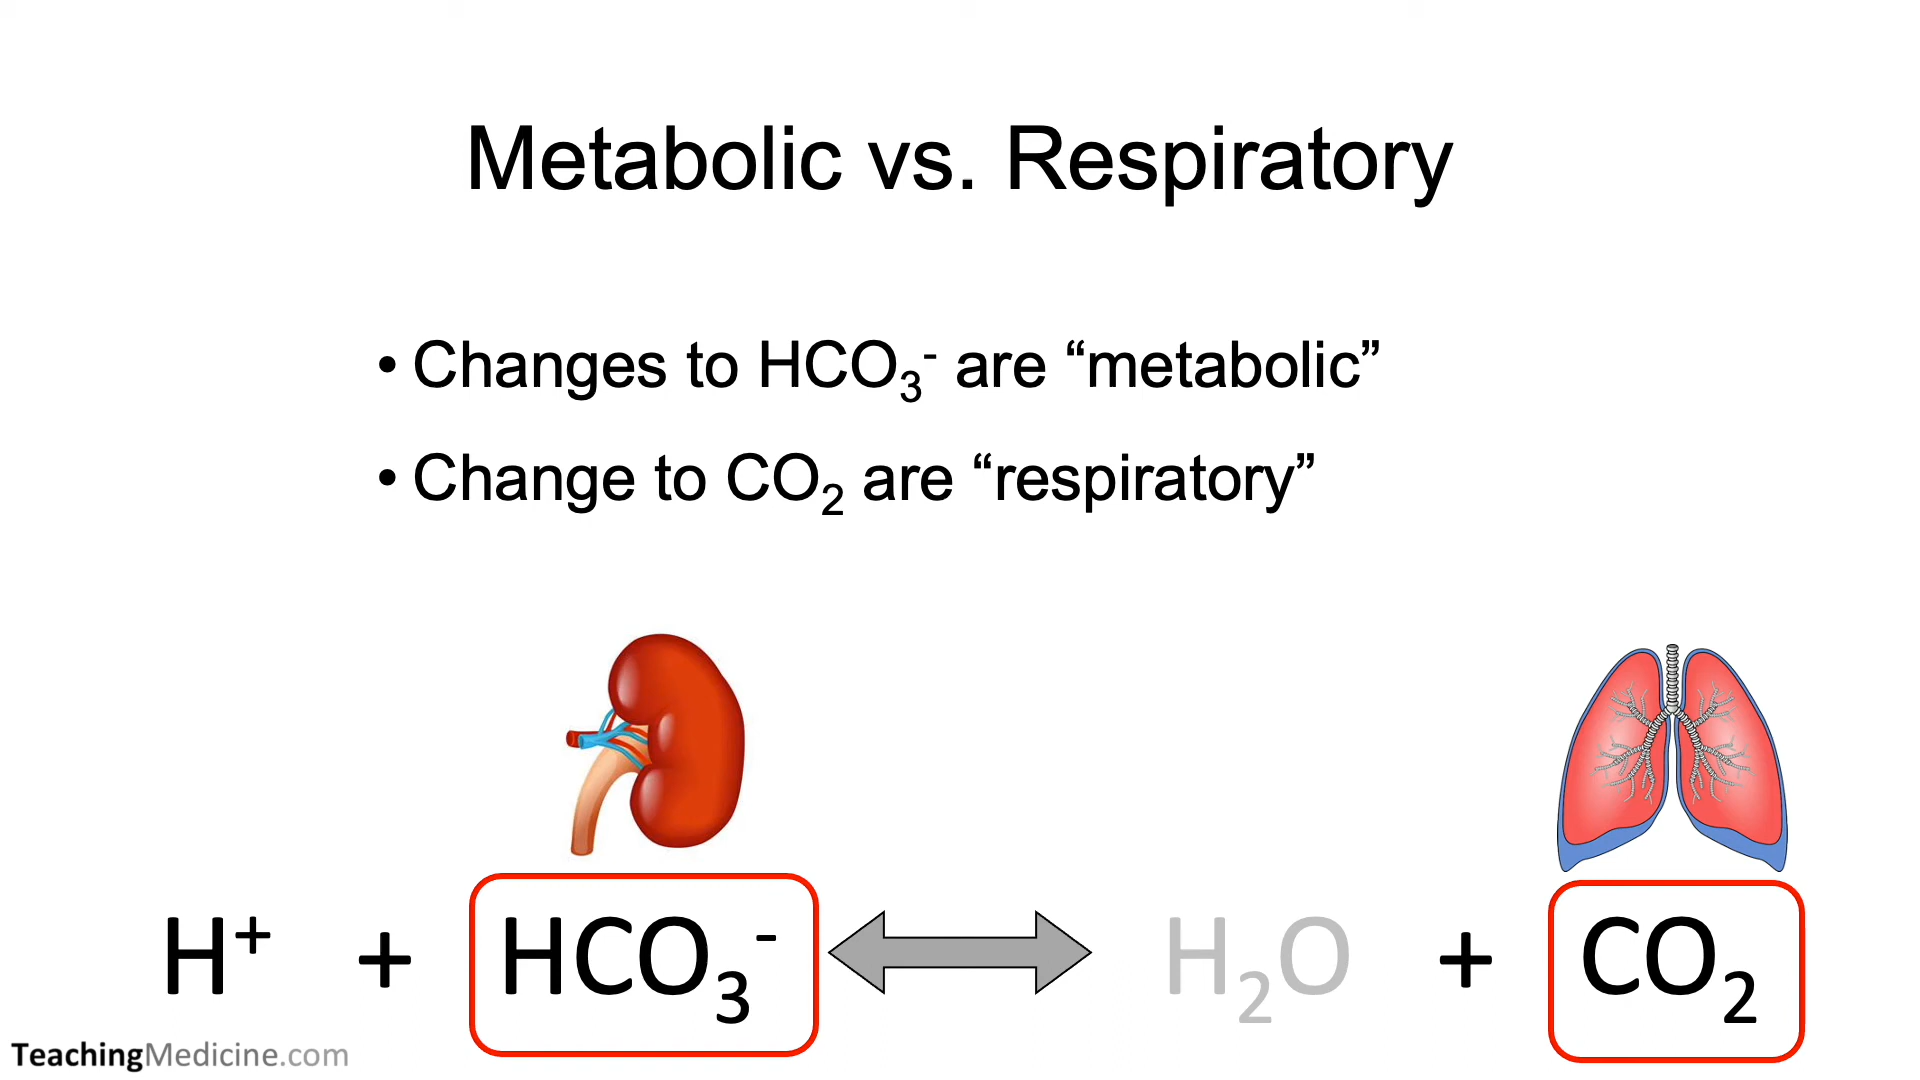 Metabolic vs. Respiratory
• Changes to HCO₃⁻ are “metabolic”
• Change to CO₂ are “respiratory”
H⁺ + HCO₃⁻ H₂O + CO₂
TeachingMedicine.com